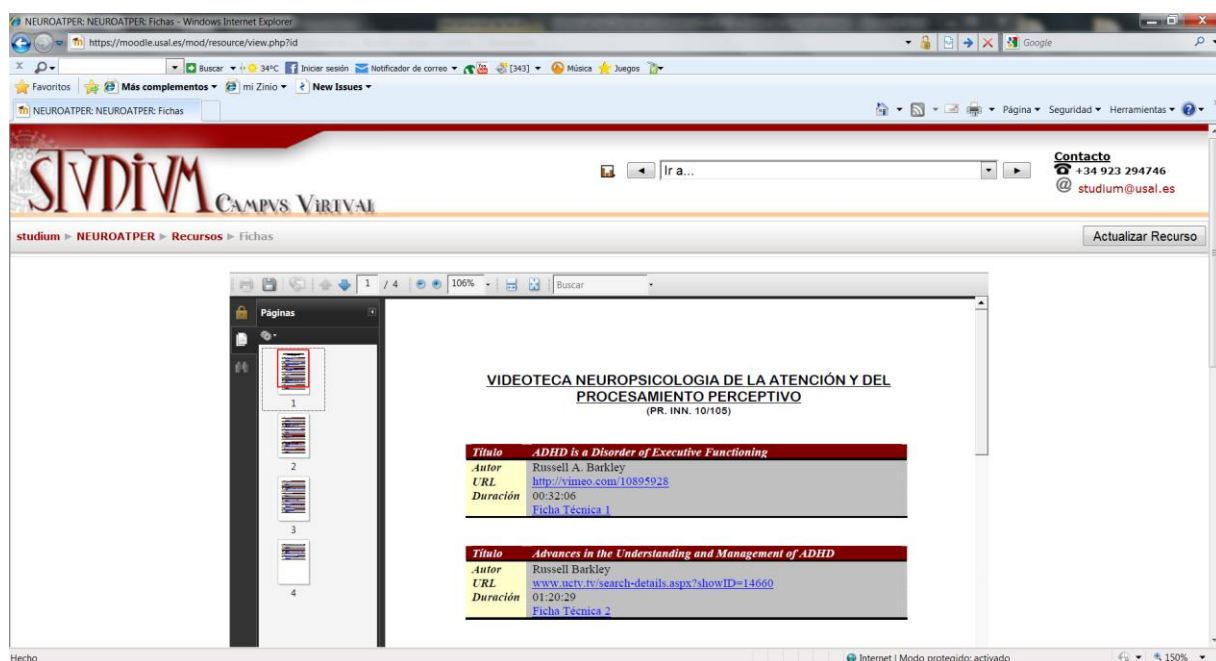 NEUROATPER: NEUROATPER: Fichas - Windows Internet Explorer
https://moodle.usal.es/mod/resource/view.php?id
Google
Buscar 34ºC Iniciar sesión Notificador de correo [343] Música Juegos
Favoritos Más complementos mi Zinio New Issues
NEUROATPER: NEUROATPER: Fichas
Página Seguridad Herramientas
STVDIVM CAMPVS VIRTVAL
Ir a...
Contacto
+34 923 294746
@ studium@usal.es
studium ► NEUROATPER ► Recursos ► Fichas
Actualizar Recurso
1 / 4 106% Buscar
Páginas
1
2
3
4
VIDEOTECA NEUROPSICOLOGIA DE LA ATENCIÓN Y DEL
PROCESAMIENTO PERCEPTIVO
(PR. INN. 10/105)
Título ADHD is a Disorder of Executive Functioning
Autor Russell A. Barkley
URL http://vimeo.com/10895928
Duración 00:32:06
Ficha Técnica 1
Título Advances in the Understanding and Management of ADHD
Autor Russell Barkley
URL www.uctv.tv/search-details.aspx?showID=14660
Duración 01:20:29
Ficha Técnica 2
Hecho
Internet | Modo protegido: activado
150%